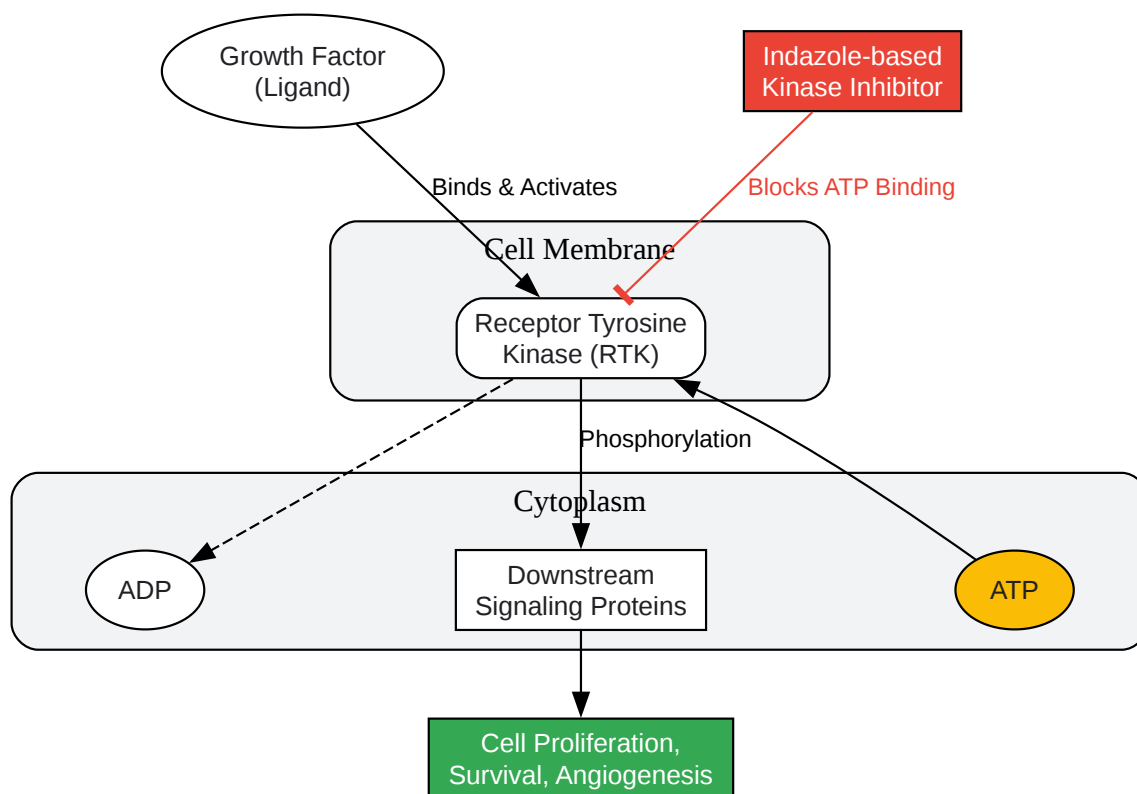 Growth Factor
(Ligand)
Indazole-based
Kinase Inhibitor
Binds & Activates
Blocks ATP Binding
Cell Membrane
Receptor Tyrosine
Kinase (RTK)
Phosphorylation
Cytoplasm
ADP
Downstream
Signaling Proteins
ATP
Cell Proliferation,
Survival, Angiogenesis